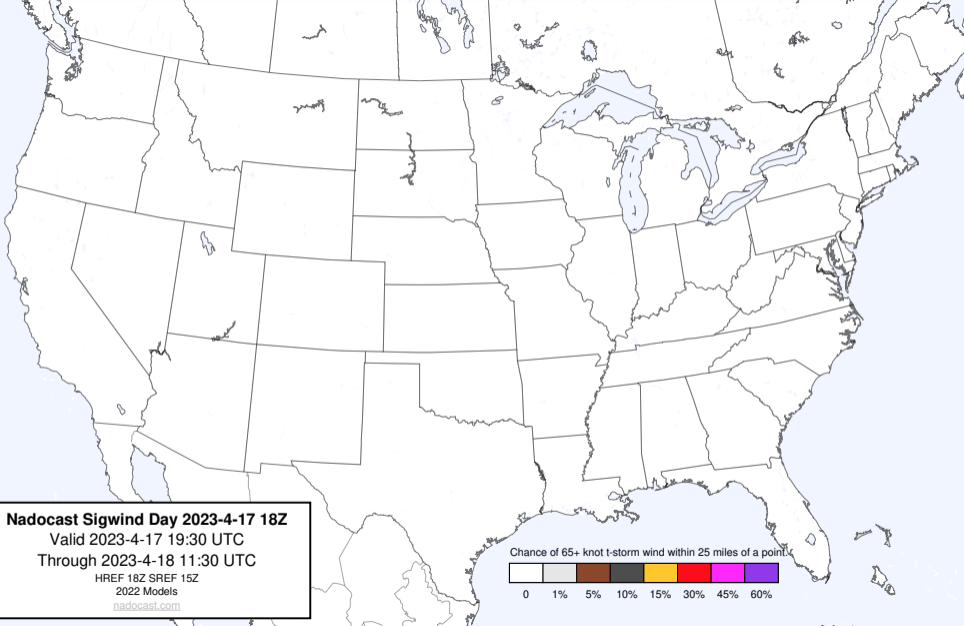 Nadocast Sigwind Day 2023-4-17 18Z
Valid 2023-4-17 19:30 UTC
Through 2023-4-18 11:30 UTC
HREF 18Z SREF 15Z
2022 Models
nadocast.com
Chance of 65+ knot t-storm wind within 25 miles of a point.
0 1% 5% 10% 15% 30% 45% 60%